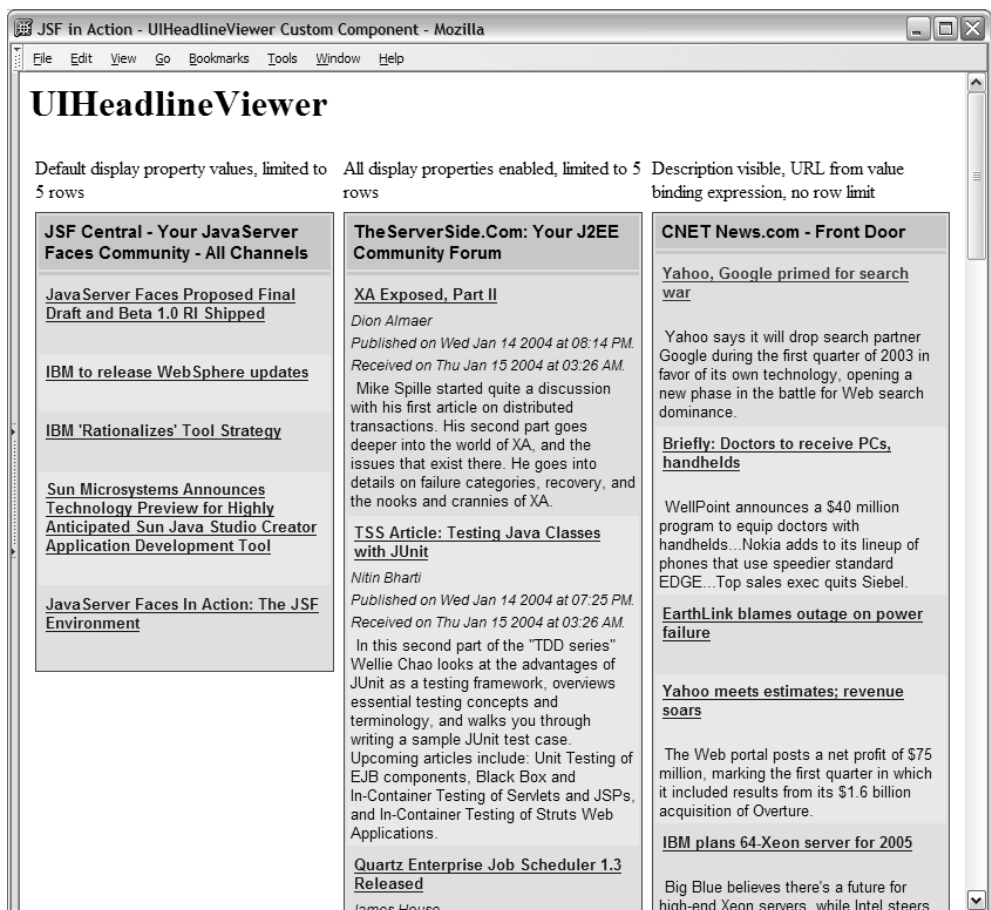 JSF in Action - UIHeadlineViewer Custom Component - Mozilla
File Edit View Go Bookmarks Tools Window Help
UIHeadlineViewer
Default display property values, limited to
5 rows
JSF Central - Your JavaServer
Faces Community - All Channels
JavaServer Faces Proposed Final
Draft and Beta 1.0 RI Shipped
IBM to release WebSphere updates
IBM 'Rationalizes' Tool Strategy
Sun Microsystems Announces
Technology Preview for Highly
Anticipated Sun Java Studio Creator
Application Development Tool
JavaServer Faces In Action: The JSF
Environment
All display properties enabled, limited to 5
rows
TheServerSide.Com: Your J2EE
Community Forum
XA Exposed, Part II
Dion Almaer
Published on Wed Jan 14 2004 at 08:14 PM.
Received on Thu Jan 15 2004 at 03:26 AM.
Mike Spille started quite a discussion
with his first article on distributed
transactions. His second part goes
deeper into the world of XA, and the
issues that exist there. He goes into
details on failure categories, recovery, and
the nooks and crannies of XA.
TSS Article: Testing Java Classes
with JUnit
Nitin Bharti
Published on Wed Jan 14 2004 at 07:25 PM.
Received on Thu Jan 15 2004 at 03:26 AM.
In this second part of the "TDD series"
Wellie Chao looks at the advantages of
JUnit as a testing framework, overviews
essential testing concepts and
terminology, and walks you through
writing a sample JUnit test case.
Upcoming articles include: Unit Testing of
EJB components, Black Box and
In-Container Testing of Servlets and JSPs,
and In-Container Testing of Struts Web
Applications.
Quartz Enterprise Job Scheduler 1.3
Released
James House
Description visible, URL from value
binding expression, no row limit
CNET News.com - Front Door
Yahoo, Google primed for search
war
Yahoo says it will drop search partner
Google during the first quarter of 2003 in
favor of its own technology, opening a
new phase in the battle for Web search
dominance.
Briefly: Doctors to receive PCs,
handhelds
WellPoint announces a $40 million
program to equip doctors with
handhelds...Nokia adds to its lineup of
phones that use speedier standard
EDGE...Top sales exec quits Siebel.
EarthLink blames outage on power
failure
Yahoo meets estimates; revenue
soars
The Web portal posts a net profit of $75
million, marking the first quarter in which
it included results from its $1.6 billion
acquisition of Overture.
IBM plans 64-Xeon server for 2005
Big Blue believes there's a future for
high-end Xeon servers, while Intel steers